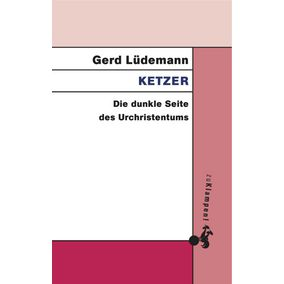 Gerd Lüdemann
KETZER
Die dunkle Seite
des Urchristentums
zu Klampen!